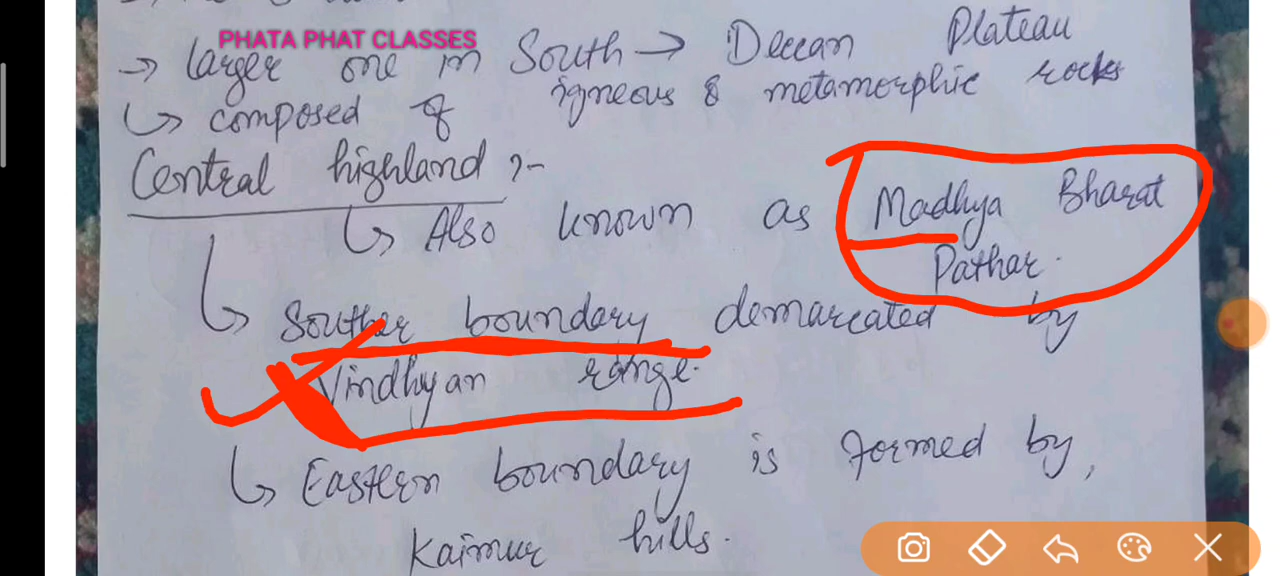 PHATA PHAT CLASSES
→ larger one in South → Deccan Plateau
↳ composed of igneous & metamorphic rocks
Central highland :-
↳ Also known as Madhya Bharat
Pathar.
↳ Souther boundary demarcated by
Vindhyan range.
↳ Eastern boundary is formed by,
Kaimur hills.